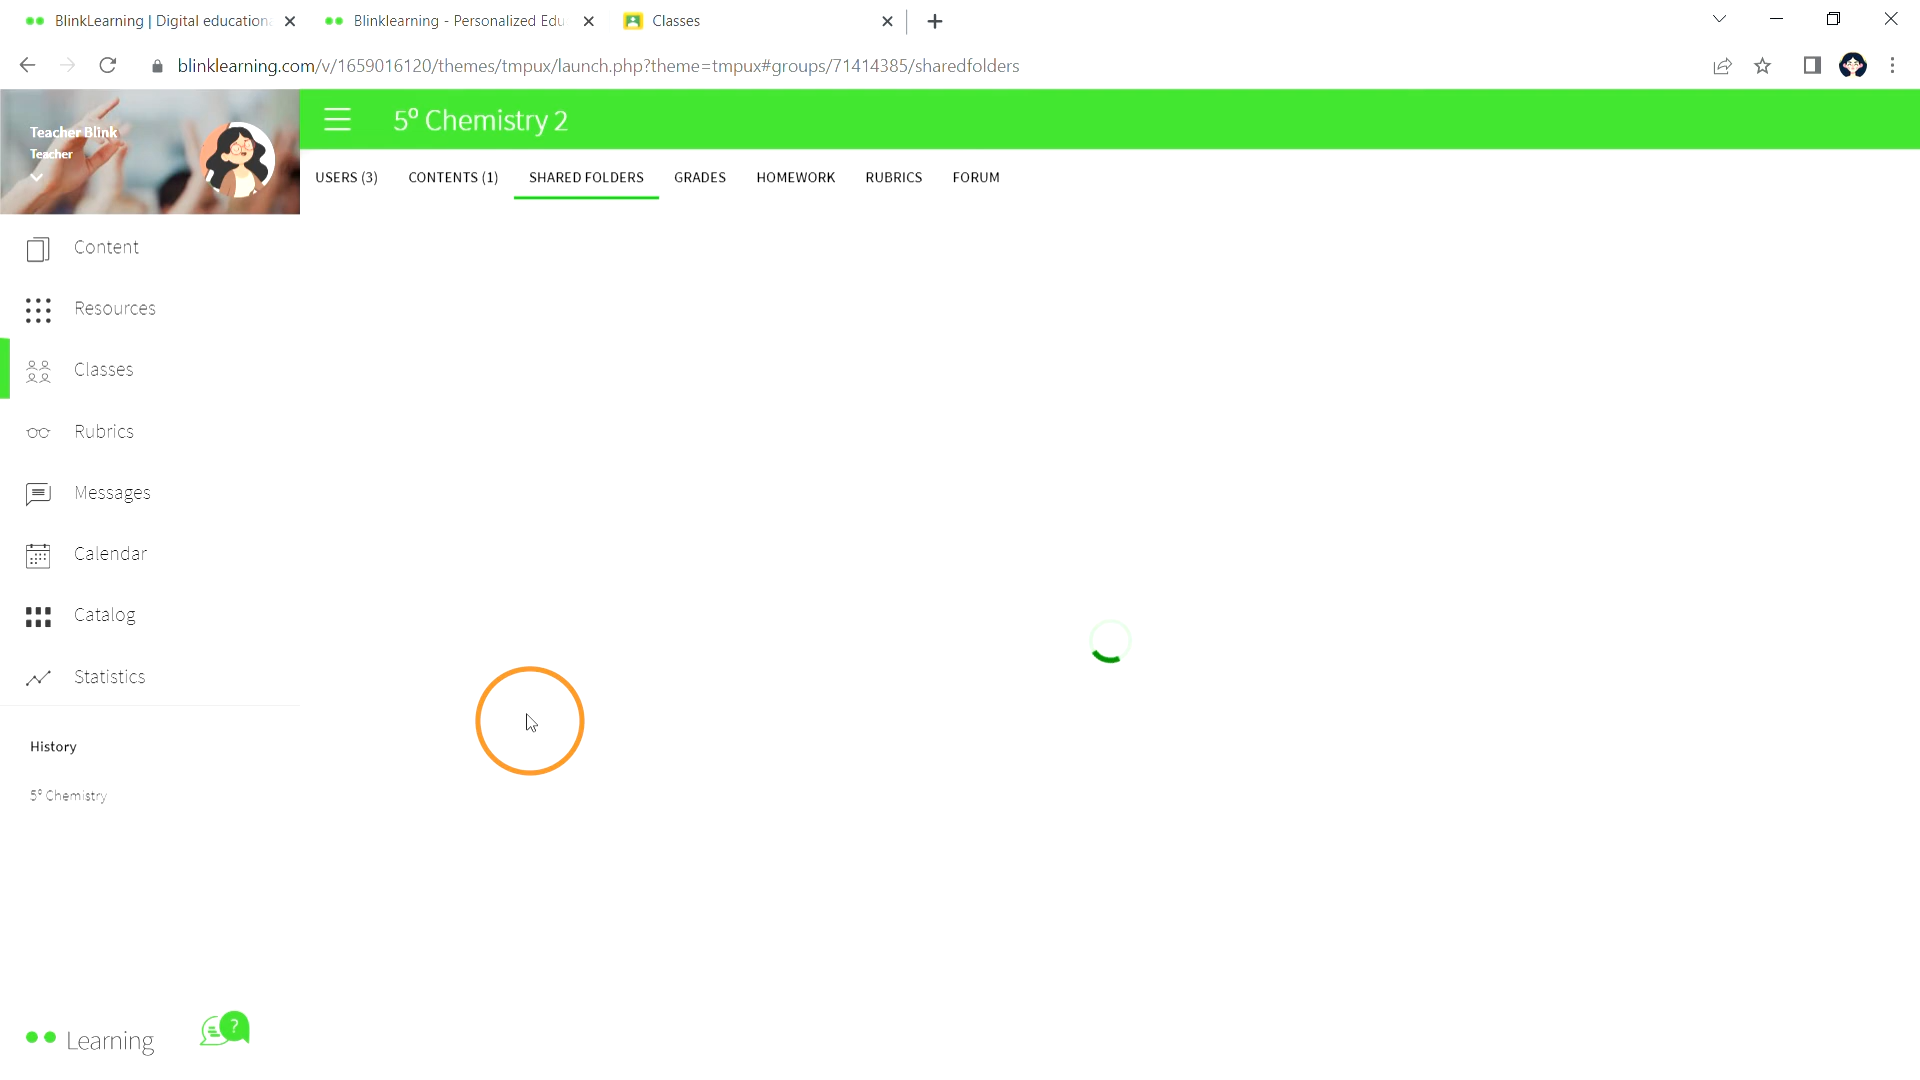 BlinkLearning | Digital educationa
Blinklearning - Personalized Edu
Classes
blinklearning.com/v/1659016120/themes/tmpux/launch.php?theme=tmpux#groups/71414385/sharedfolders
Teacher Blink
Teacher
5º Chemistry 2
USERS (3) CONTENTS (1) SHARED FOLDERS GRADES HOMEWORK RUBRICS FORUM
Content
Resources
Classes
Rubrics
Messages
Calendar
Catalog
Statistics
History
5º Chemistry
Learning
?